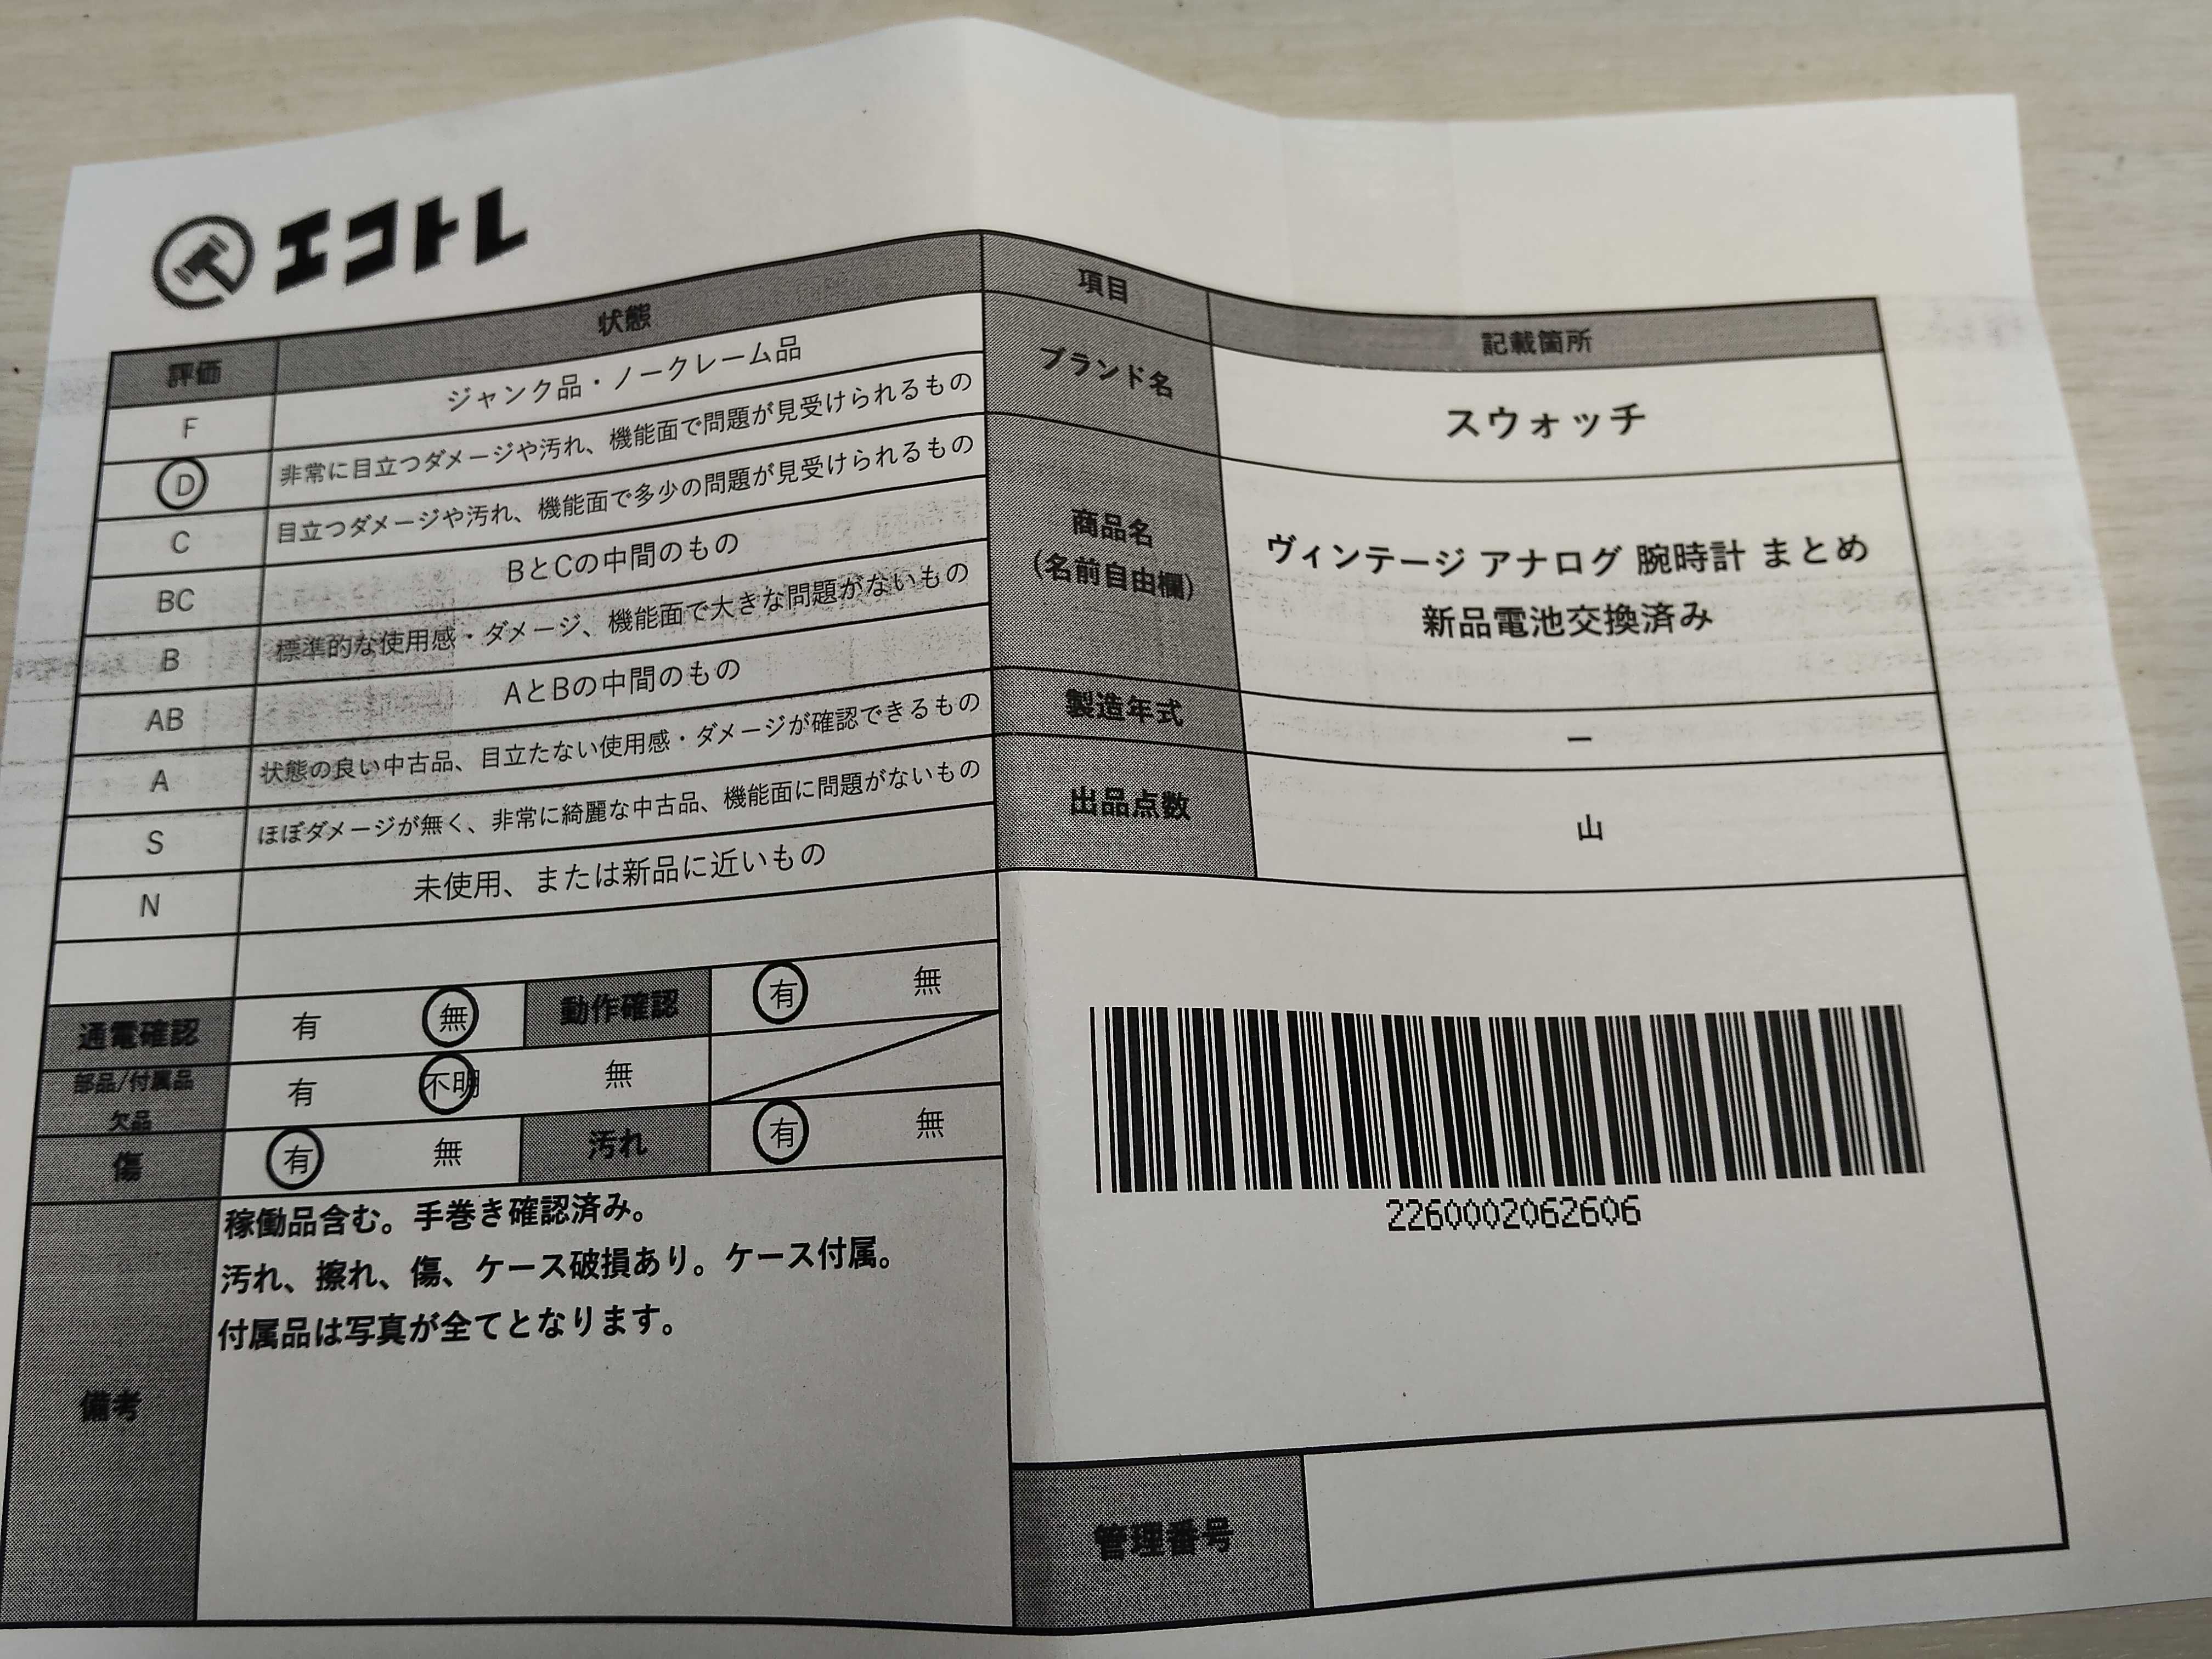 エコトレ
評価 状態
F ジャンク品・ノークレーム品
D 非常に目立つダメージや汚れ、機能面で問題が見受けられるもの
C 目立つダメージや汚れ、機能面で多少の問題が見受けられるもの
BC BとCの中間のもの
B 標準的な使用感・ダメージ、機能面で大きな問題がないもの
AB AとBの中間のもの
A 状態の良い中古品、目立たない使用感・ダメージが確認できるもの
S ほぼダメージが無く、非常に綺麗な中古品、機能面に問題がないもの
N 未使用、または新品に近いもの
通電確認 有 無 動作確認 有 無
部品/付属品
欠品 有 不明 無
傷 有 無 汚れ 有 無
備考
稼働品含む。手巻き確認済み。
汚れ、擦れ、傷、ケース破損あり。ケース付属。
付属品は写真が全てとなります。
項目 記載箇所
ブランド名 スウォッチ
商品名
(名前自由欄)
ヴィンテージ アナログ 腕時計 まとめ
新品電池交換済み
製造年式 ー
出品点数 山
2260002062606
管理番号